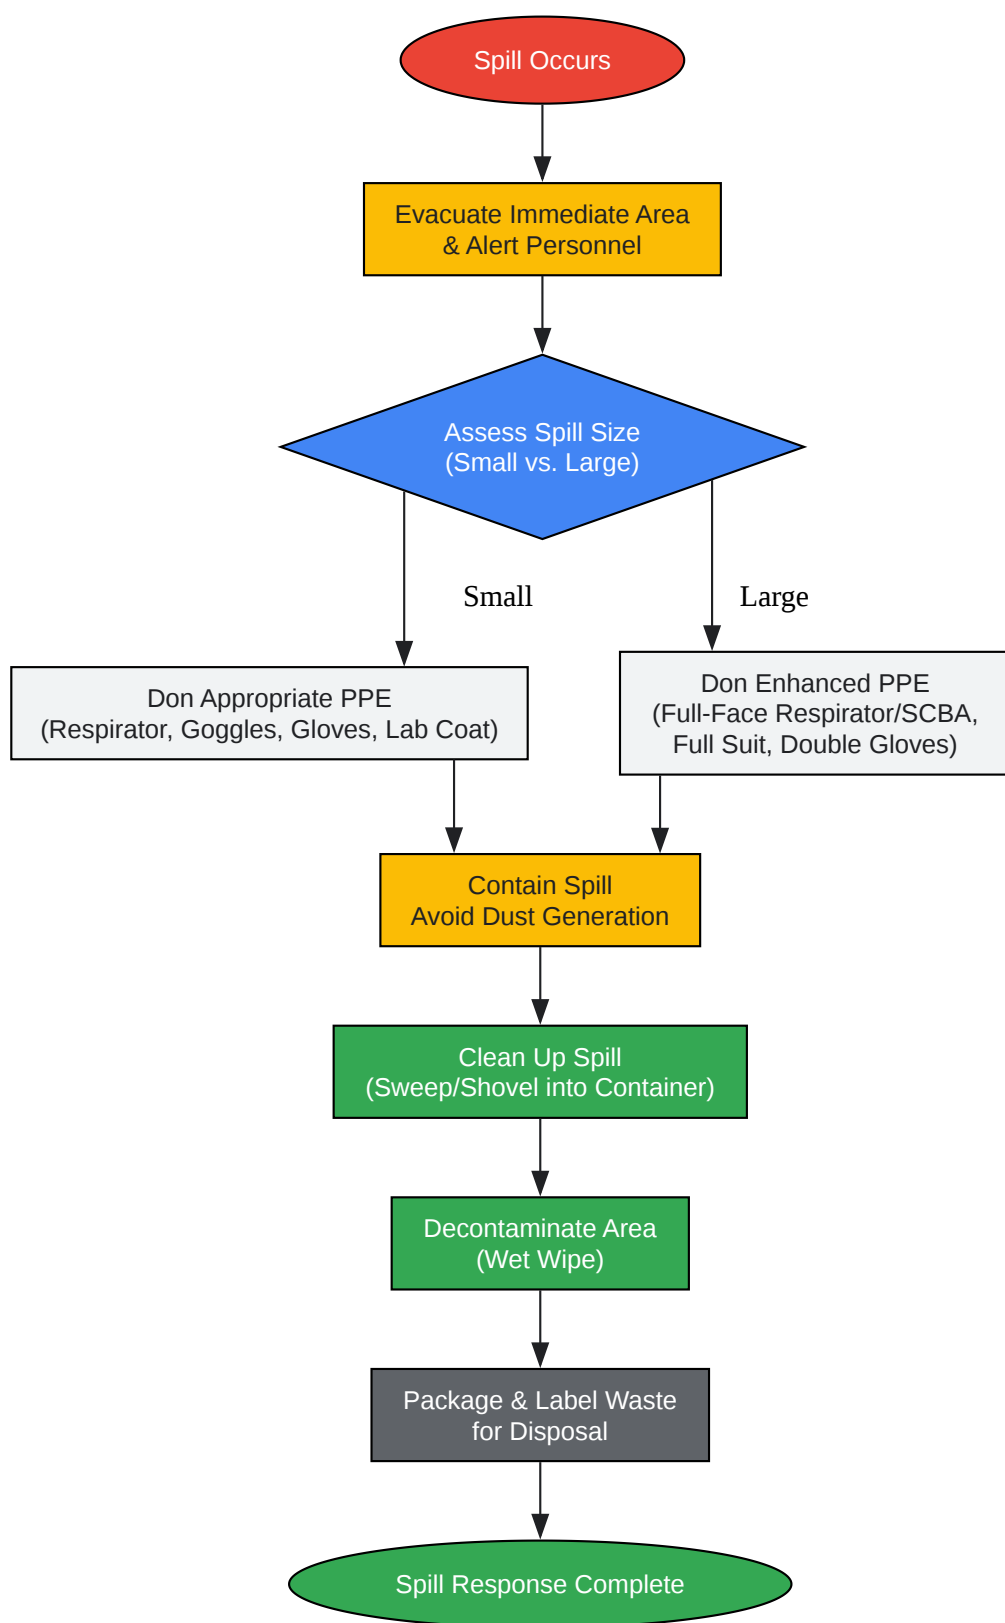 Spill Occurs
Evacuate Immediate Area
& Alert Personnel
Assess Spill Size
(Small vs. Large)
Small
Large
Don Appropriate PPE
(Respirator, Goggles, Gloves, Lab Coat)
Don Enhanced PPE
(Full-Face Respirator/SCBA,
Full Suit, Double Gloves)
Contain Spill
Avoid Dust Generation
Clean Up Spill
(Sweep/Shovel into Container)
Decontaminate Area
(Wet Wipe)
Package & Label Waste
for Disposal
Spill Response Complete